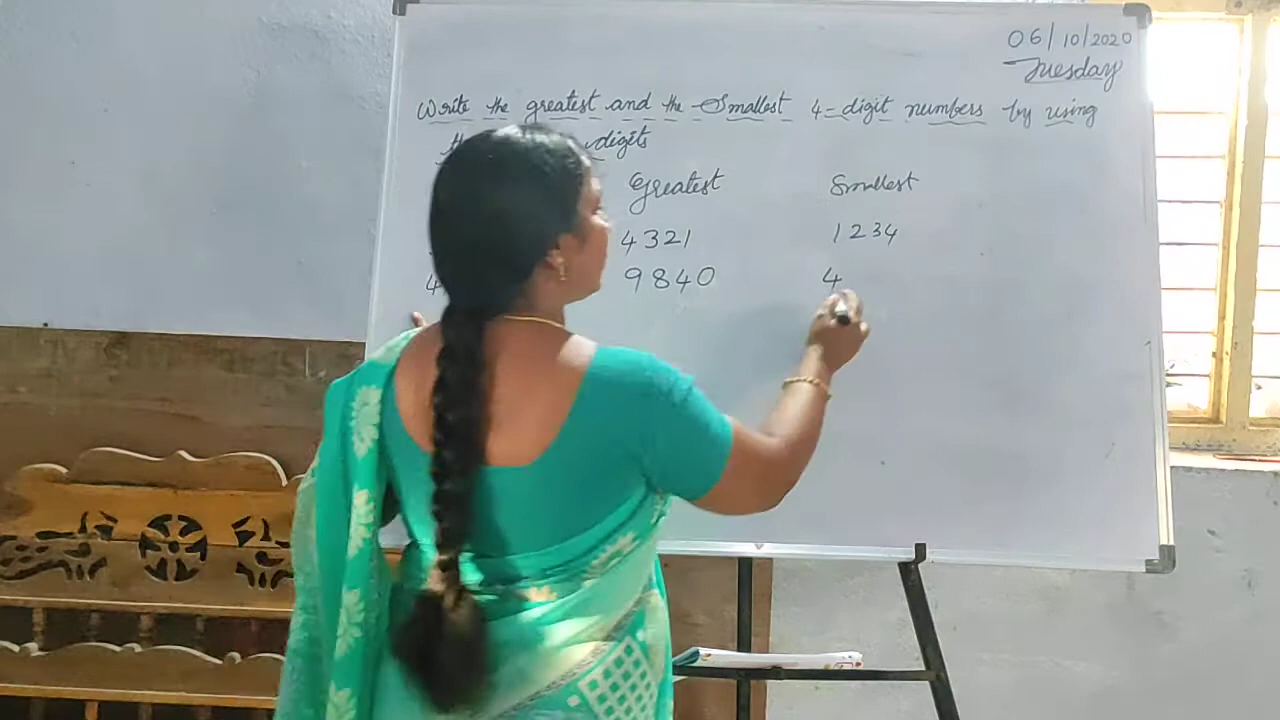 06/10/2020
Tuesday
Write the greatest and the Smallest 4-digit numbers by using
digits
Greatest Smallest
4321 1234
4 9840 4